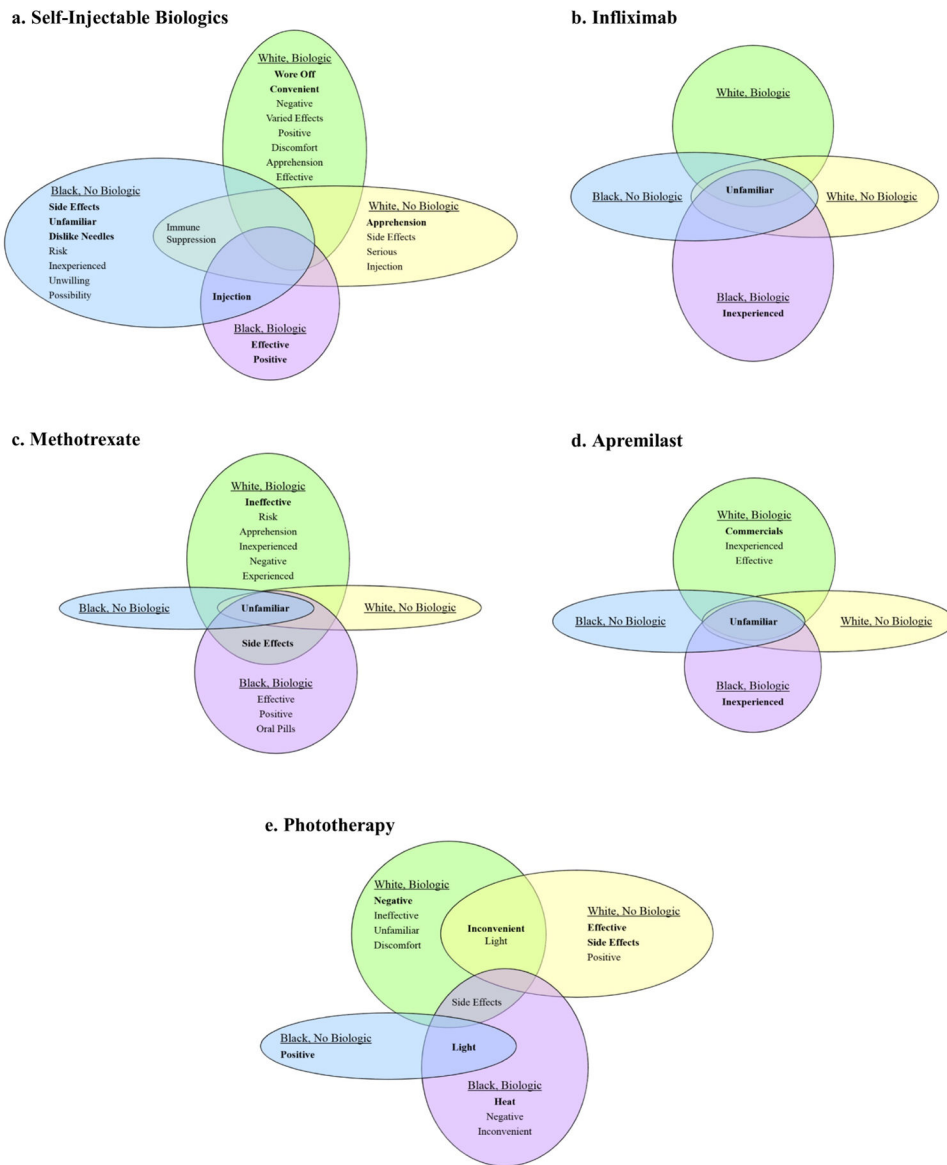 a. Self-Injectable Biologics
White, Biologic
Wore Off
Convenient
Negative
Varied Effects
Positive
Discomfort
Apprehension
Effective
Black, No Biologic
Side Effects
Unfamiliar
Dislike Needles
Risk
Inexperienced
Unwilling
Possibility
Immune
Suppression
White, No Biologic
Apprehension
Side Effects
Serious
Injection
Injection
Black, Biologic
Effective
Positive
b. Infliximab
White, Biologic
Black, No Biologic
Unfamiliar
White, No Biologic
Black, Biologic
Inexperienced
c. Methotrexate
White, Biologic
Ineffective
Risk
Apprehension
Inexperienced
Negative
Experienced
Black, No Biologic
Unfamiliar
White, No Biologic
Side Effects
Black, Biologic
Effective
Positive
Oral Pills
d. Apremilast
White, Biologic
Commercials
Inexperienced
Effective
Black, No Biologic
Unfamiliar
White, No Biologic
Black, Biologic
Inexperienced
e. Phototherapy
White, Biologic
Negative
Ineffective
Unfamiliar
Discomfort
Inconvenient
Light
White, No Biologic
Effective
Side Effects
Positive
Side Effects
Black, No Biologic
Positive
Light
Black, Biologic
Heat
Negative
Inconvenient